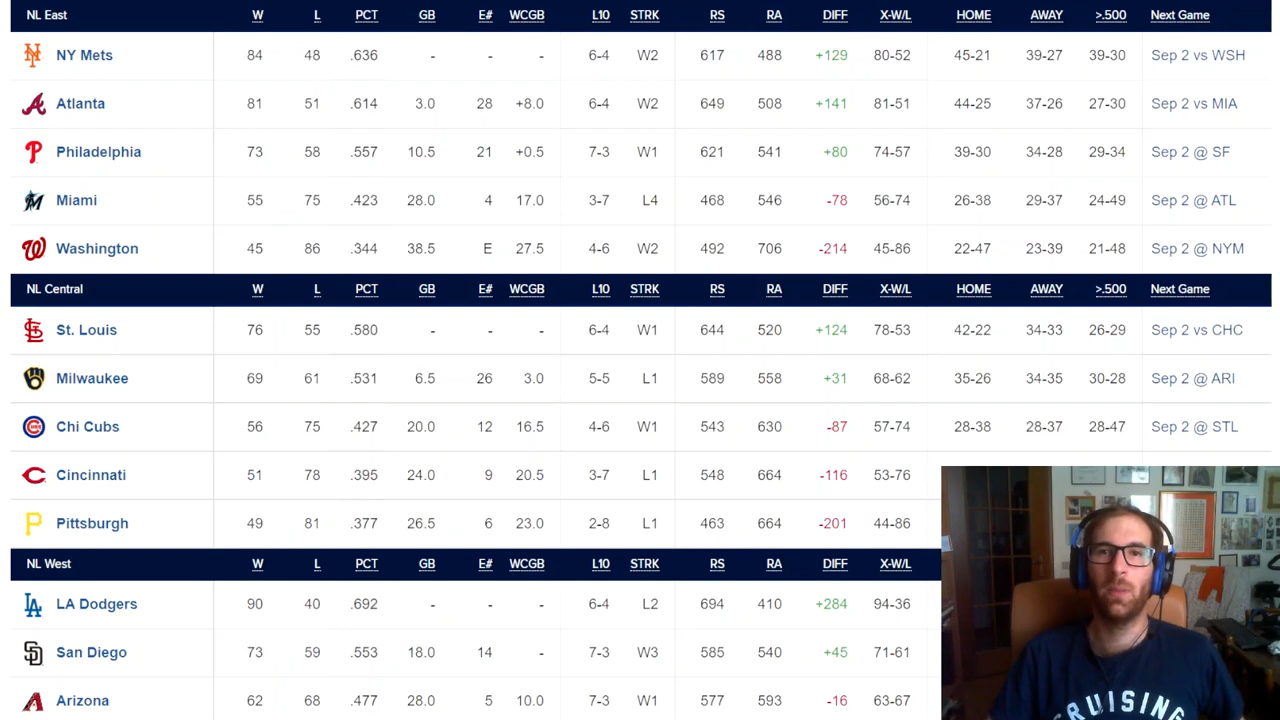 NL East W L PCT GB E# WCGB L10 STRK RS RA DIFF X-W/L HOME AWAY >.500 Next Game
NY Mets 84 48 .636 - - - 6-4 W2 617 488 +129 80-52 45-21 39-27 39-30 Sep 2 vs WSH
Atlanta 81 51 .614 3.0 28 +8.0 6-4 W2 649 508 +141 81-51 44-25 37-26 27-30 Sep 2 vs MIA
Philadelphia 73 58 .557 10.5 21 +0.5 7-3 W1 621 541 +80 74-57 39-30 34-28 29-34 Sep 2 @ SF
Miami 55 75 .423 28.0 4 17.0 3-7 L4 468 546 -78 56-74 26-38 29-37 24-49 Sep 2 @ ATL
Washington 45 86 .344 38.5 E 27.5 4-6 W2 492 706 -214 45-86 22-47 23-39 21-48 Sep 2 @ NYM
NL Central W L PCT GB E# WCGB L10 STRK RS RA DIFF X-W/L HOME AWAY >.500 Next Game
St. Louis 76 55 .580 - - - 6-4 W1 644 520 +124 78-53 42-22 34-33 26-29 Sep 2 vs CHC
Milwaukee 69 61 .531 6.5 26 3.0 5-5 L1 589 558 +31 68-62 35-26 34-35 30-28 Sep 2 @ ARI
Chi Cubs 56 75 .427 20.0 12 16.5 4-6 W1 543 630 -87 57-74 28-38 28-37 28-47 Sep 2 @ STL
Cincinnati 51 78 .395 24.0 9 20.5 3-7 L1 548 664 -116 53-76
Pittsburgh 49 81 .377 26.5 6 23.0 2-8 L1 463 664 -201 44-86
NL West W L PCT GB E# WCGB L10 STRK RS RA DIFF X-W/L
LA Dodgers 90 40 .692 - - - 6-4 L2 694 410 +284 94-36
San Diego 73 59 .553 18.0 14 - 7-3 W3 585 540 +45 71-61
Arizona 62 68 .477 28.0 5 10.0 7-3 W1 577 593 -16 63-67
CRUISING